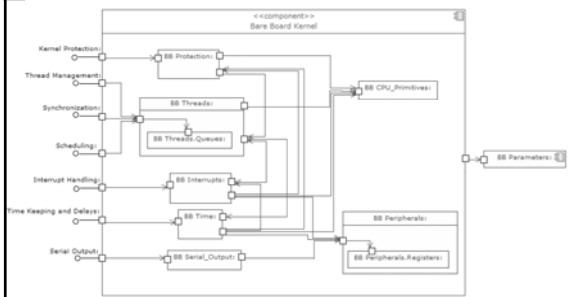 <<component>>
Bare Board Kernel
Kernel Protection:
BB Protection:
Thread Management:
BB CPU_Primitives:
BB Threads:
Synchronization:
BB Threads.Queues:
Scheduling:
BB Parameters:
Interrupt Handling:
BB Interrupts:
Time Keeping and Delays:
BB Time:
BB Peripherals:
Serial Output:
BB Serial_Output:
BB Peripherals.Registers: